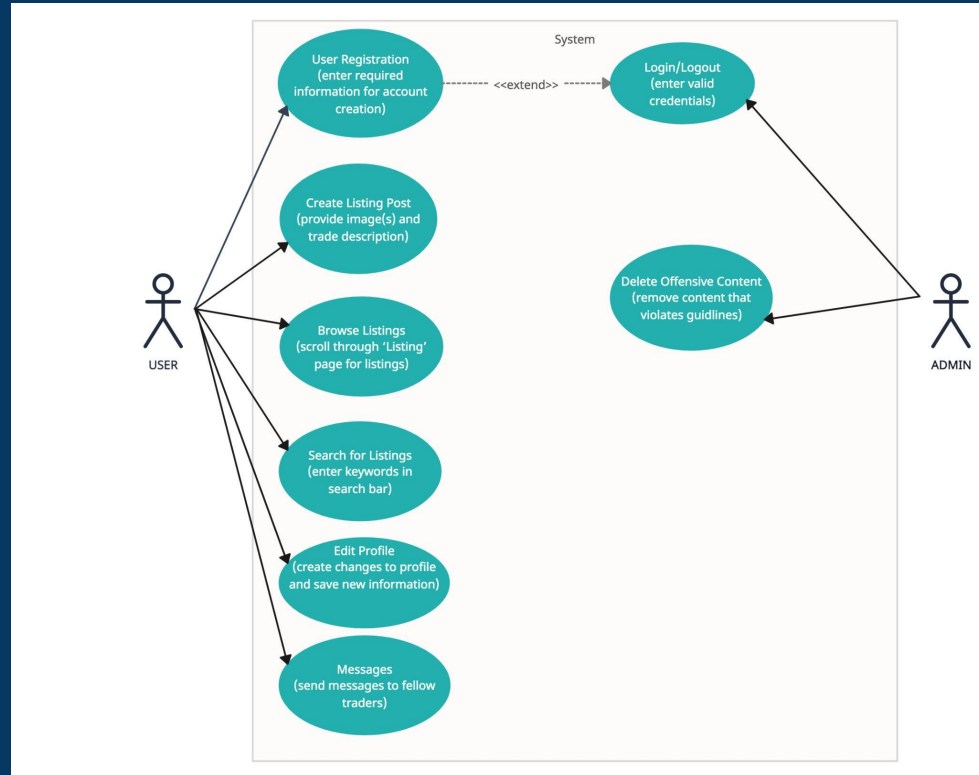 System
User Registration
(enter required
information for account
creation)
<<extend>>
Login/Logout
(enter valid
credentials)
Create Listing Post
(provide image(s) and
trade description)
Delete Offensive Content
(remove content that
violates guidlines)
Browse Listings
(scroll through ‘Listing’
page for listings)
USER
ADMIN
Search for Listings
(enter keywords in
search bar)
Edit Profile
(create changes to profile
and save new information)
Messages
(send messages to fellow
traders)